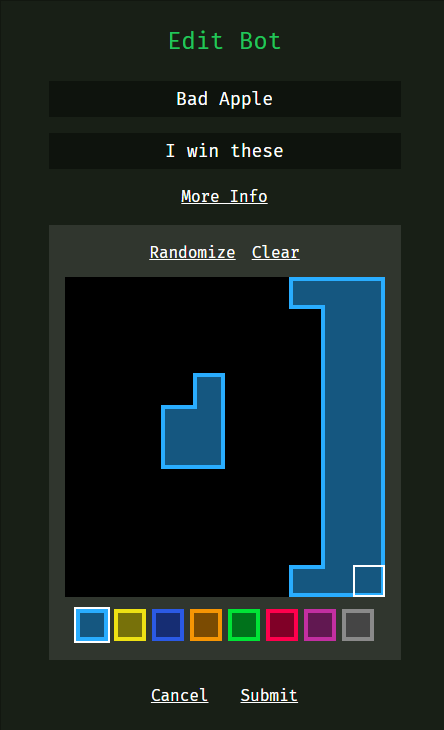 Edit Bot
Bad Apple
I win these
More Info
Randomize Clear
Cancel Submit